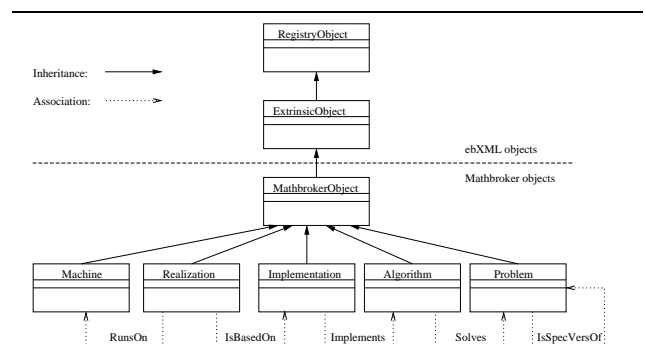 RegistryObject
Inheritance:
Association:
ExtrinsicObject
ebXML objects
Mathbroker objects
MathbrokerObject
Machine Realization Implementation Algorithm Problem
RunsOn IsBasedOn Implements Solves IsSpecVersOf